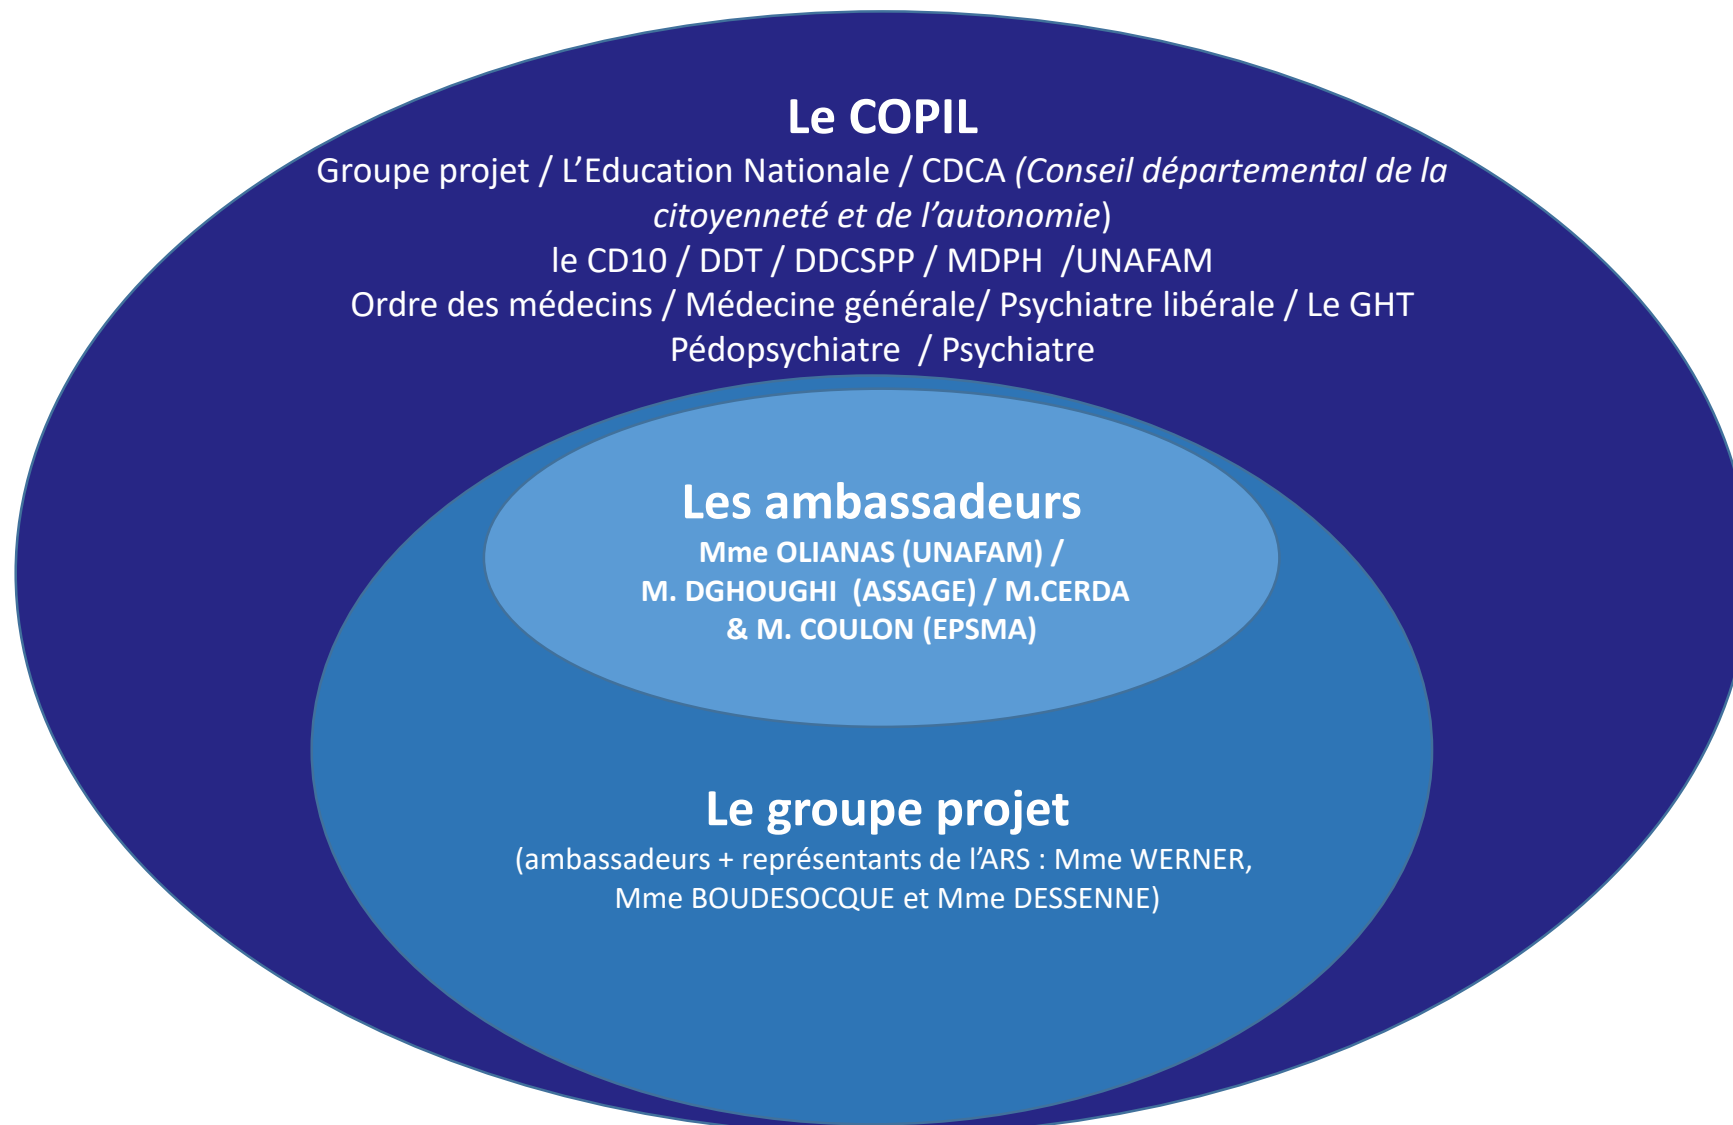 Le COPIL
Groupe projet / L’Education Nationale / CDCA (Conseil départemental de la
citoyenneté et de l’autonomie)
le CD10 / DDT / DDCSPP / MDPH /UNAFAM
Ordre des médecins / Médecine générale/ Psychiatre libérale / Le GHT
Pédopsychiatre / Psychiatre
Les ambassadeurs
Mme OLIANAS (UNAFAM) /
M. DGHOUGHI (ASSAGE) / M.CERDA
& M. COULON (EPSMA)
Le groupe projet
(ambassadeurs + représentants de l’ARS : Mme WERNER,
Mme BOUDESOCQUE et Mme DESSENNE)